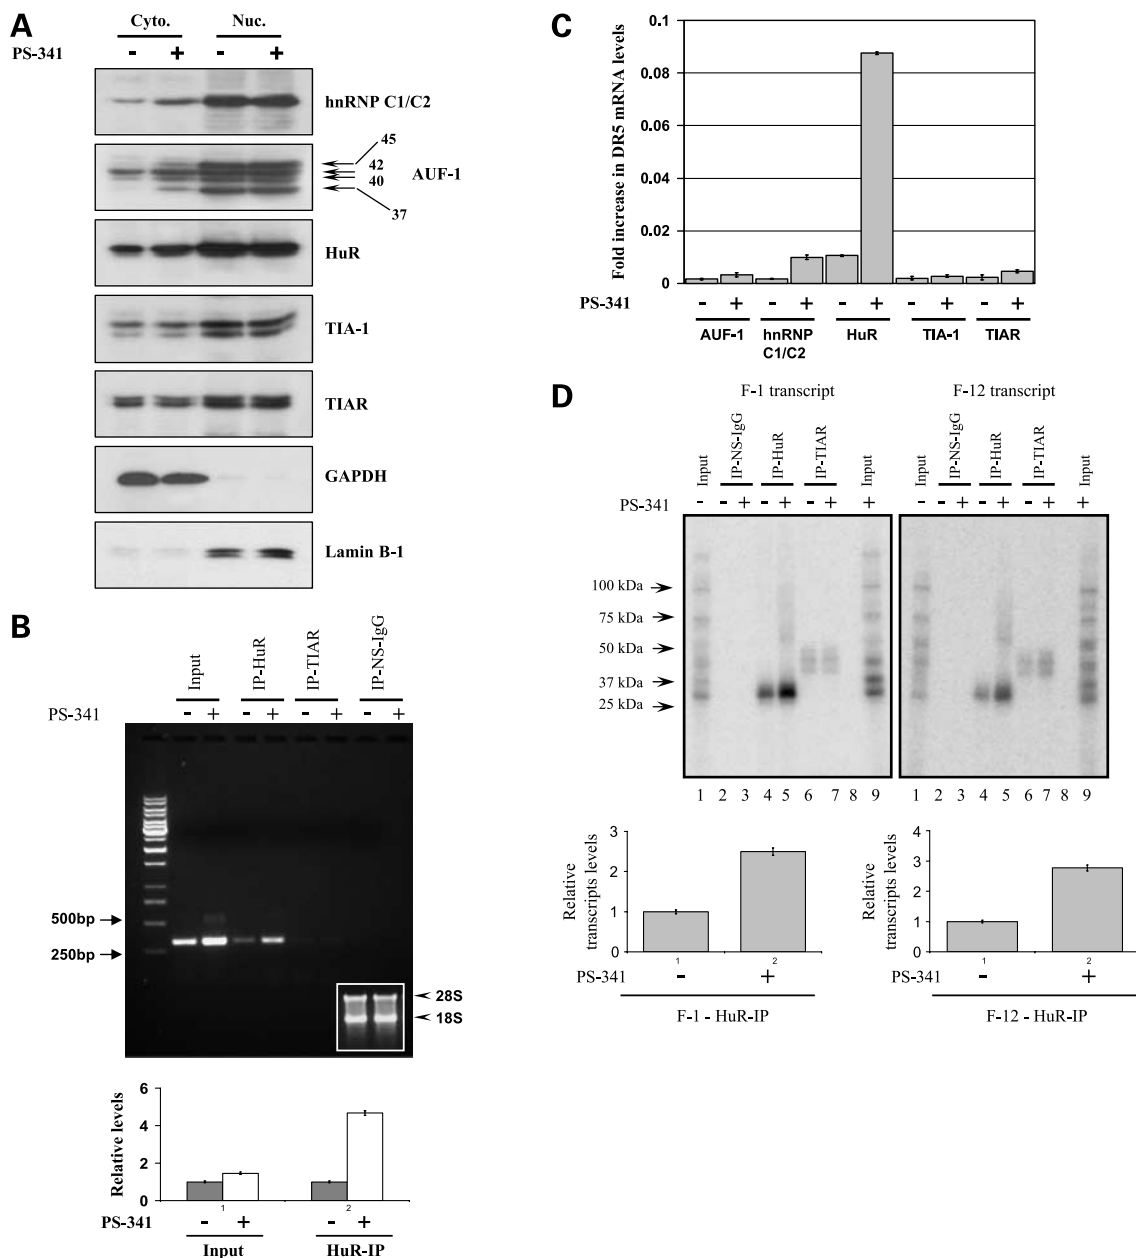 A
Cyto. Nuc.
PS-341 - + - +
hnRNP C1/C2
45
42
40
37
AUF-1
HuR
TIA-1
TIAR
GAPDH
Lamin B-1
B
Input IP-HuR IP-TIAR IP-NS-IgG
PS-341 - + - + - + - +
500bp
250bp
28S
18S
Relative levels
6
4
2
0
1 2
PS-341 - + - +
Input HuR-IP
C
Fold increase in DR5 mRNA levels
0.1
0.08
0.06
0.04
0.02
0
PS-341 - + - + - + - + - +
AUF-1 hnRNP C1/C2 HuR TIA-1 TIAR
D
F-1 transcript F-12 transcript
Input IP-NS-IgG IP-HuR IP-TIAR Input Input IP-NS-IgG IP-HuR IP-TIAR Input
PS-341 - - + - + - + + - - + - + - + +
100 kDa
75 kDa
50 kDa
37 kDa
25 kDa
1 2 3 4 5 6 7 8 9 1 2 3 4 5 6 7 8 9
Relative transcripts levels
3
2
1
0
1 2
PS-341 - +
F-1 - HuR-IP
Relative transcripts levels
4
3
2
1
0
1 2
PS-341 - +
F-12 - HuR-IP